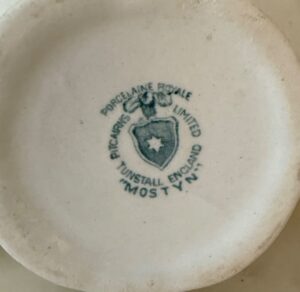 PORCELAINE ROYALE
PITCAIRNS LIMITED
TUNSTALL ENGLAND
"MOSTYN"